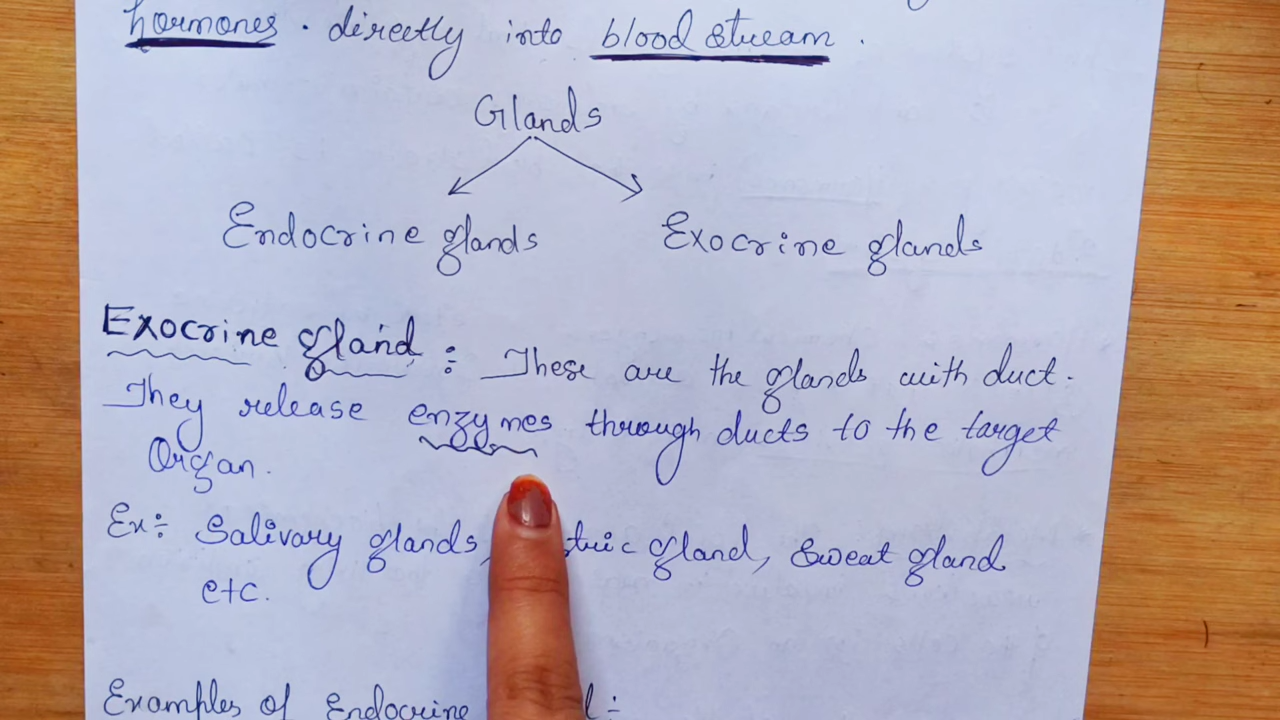 hormones. directly into blood stream.
Glands
Endocrine glands Exocrine glands
Exocrine gland : These are the glands with duct.
They release enzymes through ducts to the target
Organ.
Ex: Salivary glands, gland, Sweat gland
etc.
Examples of Endocrine